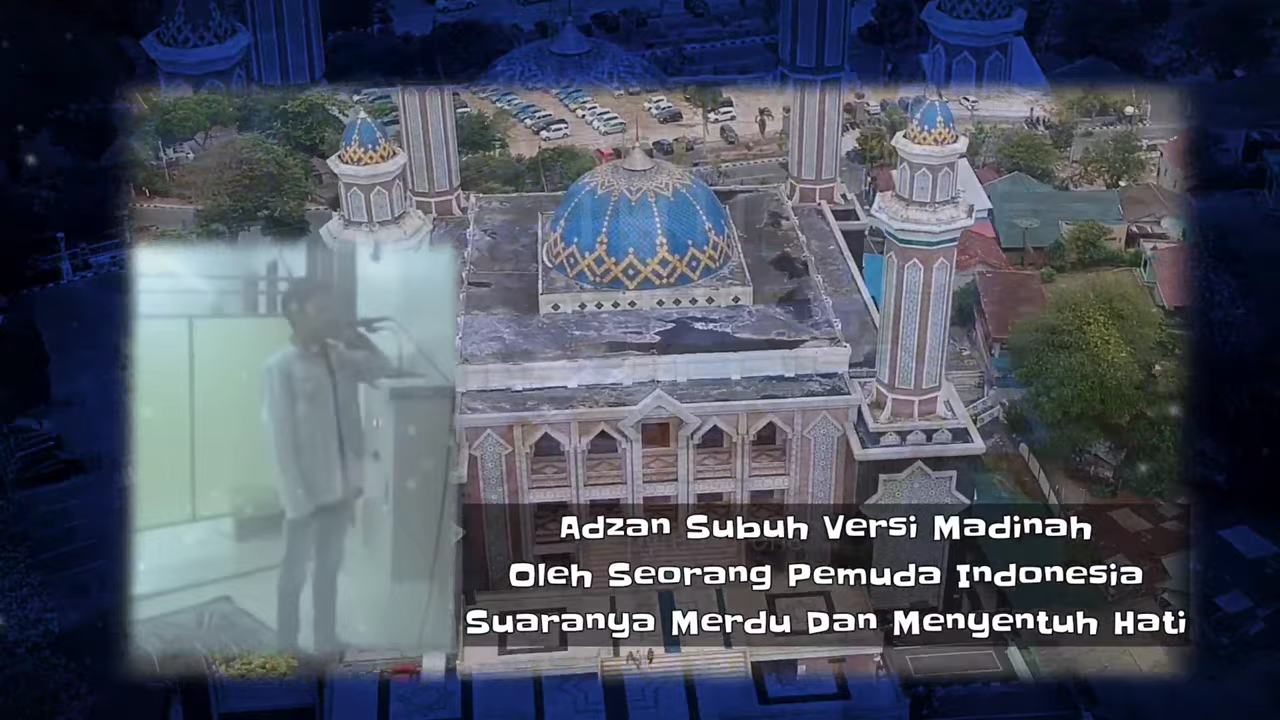 Adzan Subuh Versi Madinah
Oleh Seorang Pemuda Indonesia
Suaranya Merdu Dan Menyentuh Hati